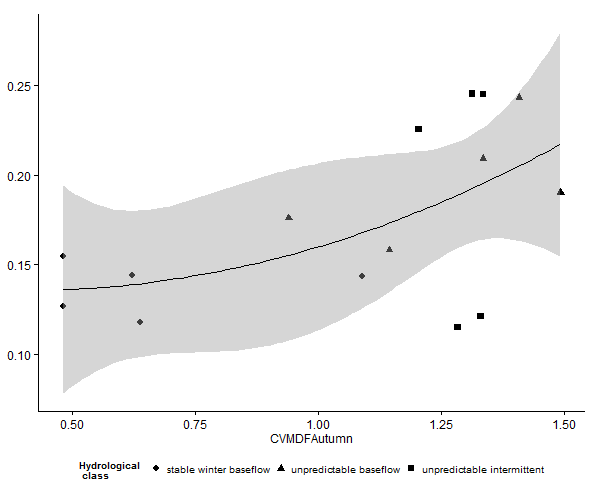 0.25
0.20
0.15
0.10
0.50 0.75 1.00 1.25 1.50
CVMDFAutumn
Hydrological
class
stable winter baseflow unpredictable baseflow unpredictable intermittent